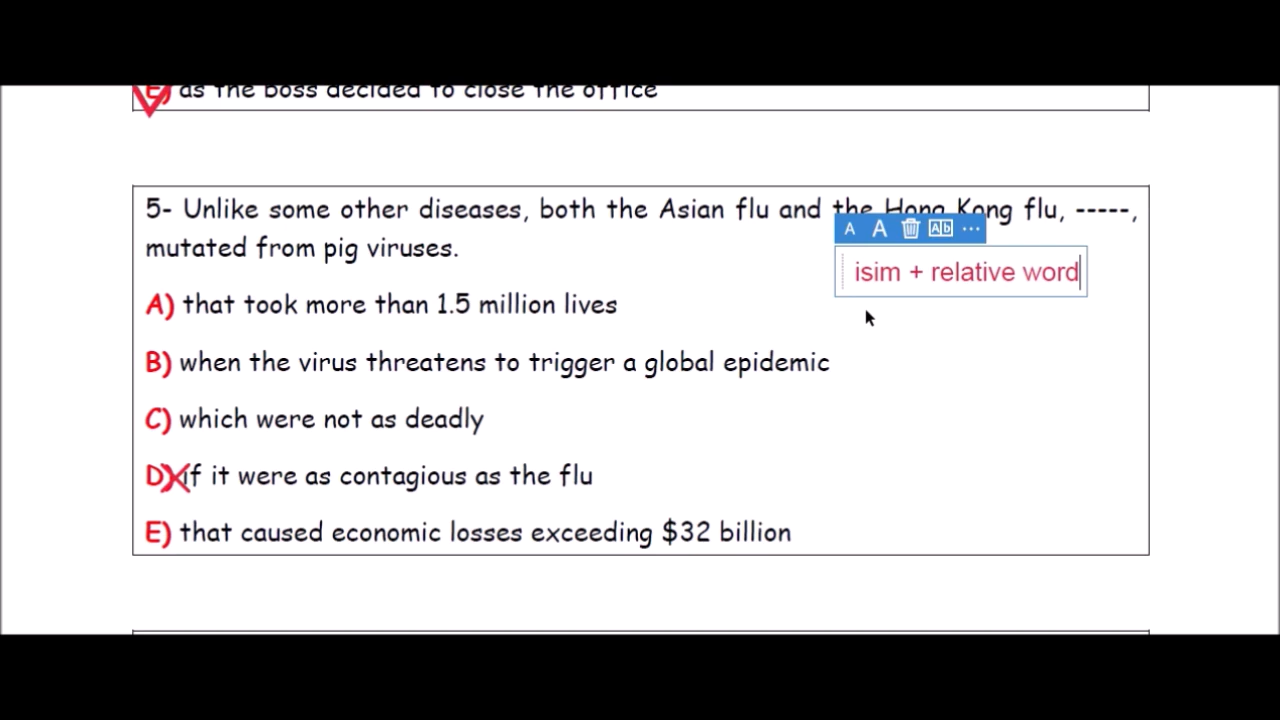 E) as the boss decided to close the office
5- Unlike some other diseases, both the Asian flu and the Hong Kong flu, -----,
mutated from pig viruses.
A A Ab ...
isim + relative word
A) that took more than 1.5 million lives
B) when the virus threatens to trigger a global epidemic
C) which were not as deadly
D) if it were as contagious as the flu
E) that caused economic losses exceeding $32 billion